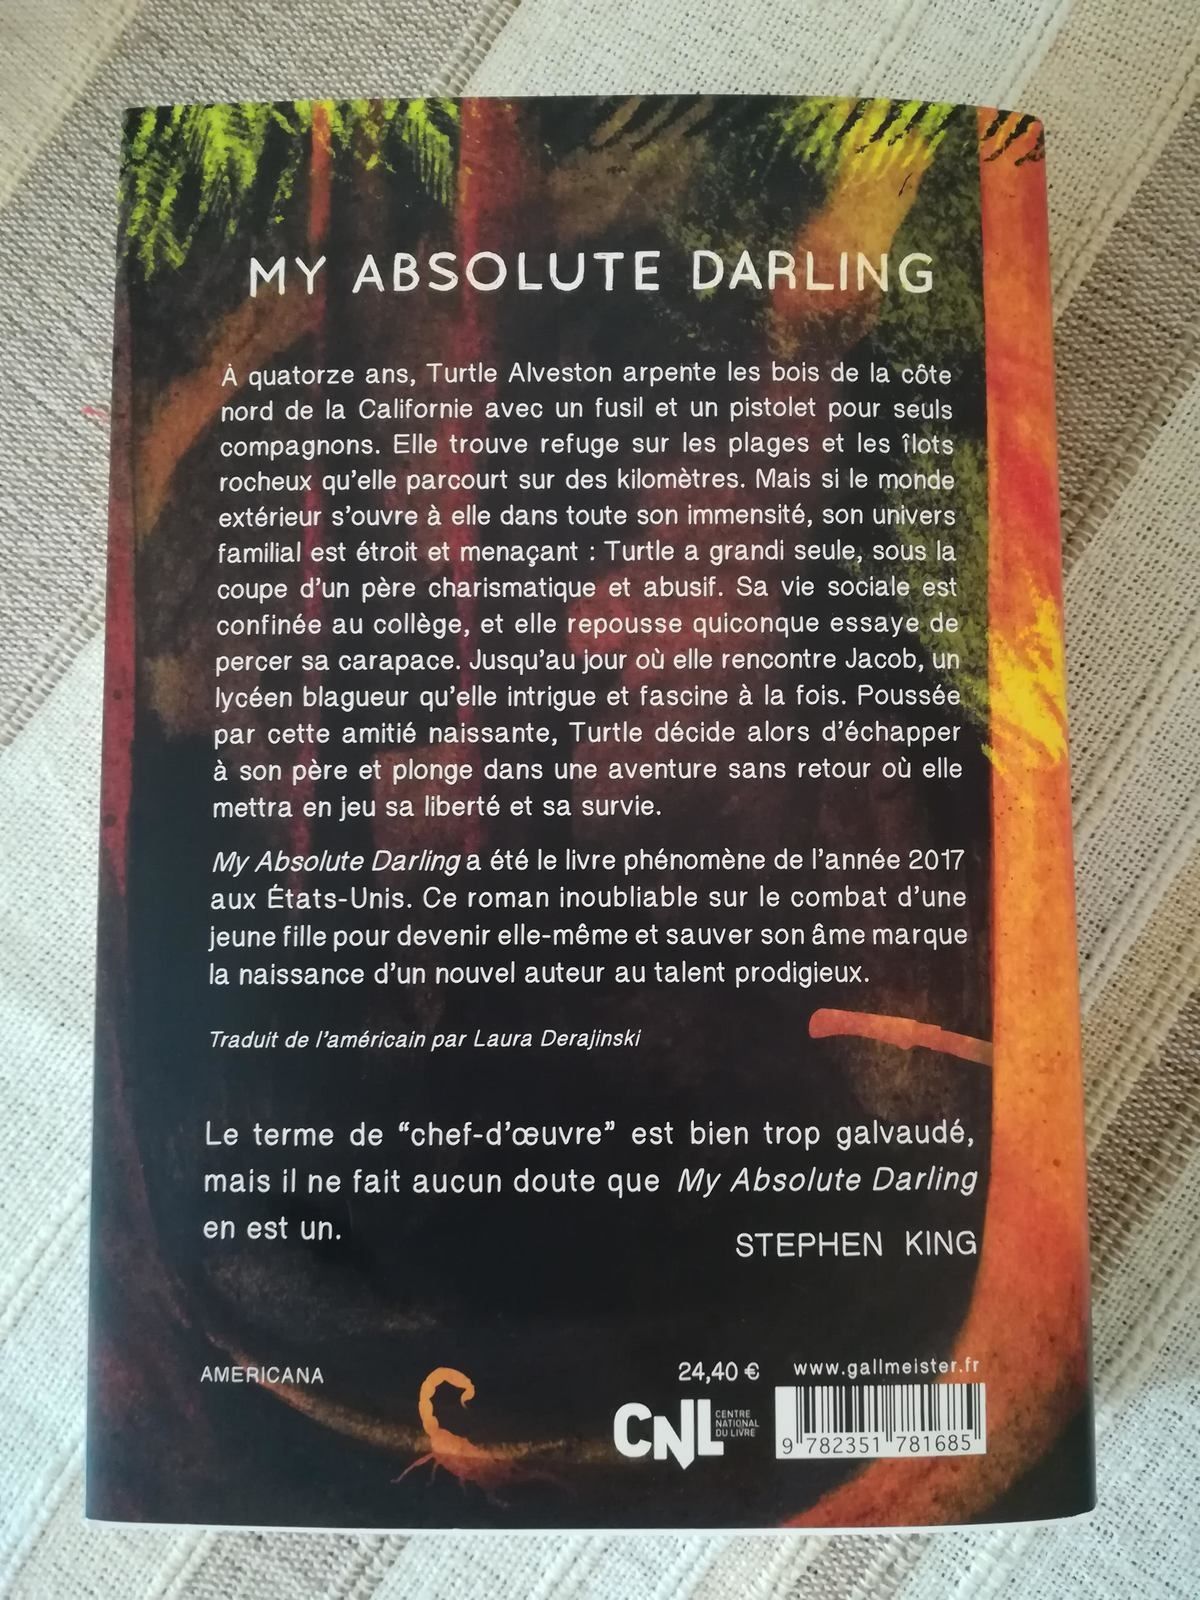 MY ABSOLUTE DARLING
À quatorze ans, Turtle Alveston arpente les bois de la côte
nord de la Californie avec un fusil et un pistolet pour seuls
compagnons. Elle trouve refuge sur les plages et les îlots
rocheux qu'elle parcourt sur des kilomètres. Mais si le monde
extérieur s'ouvre à elle dans toute son immensité, son univers
familial est étroit et menaçant : Turtle a grandi seule, sous la
coupe d'un père charismatique et abusif. Sa vie sociale est
confinée au collège, et elle repousse quiconque essaye de
percer sa carapace. Jusqu'au jour où elle rencontre Jacob, un
lycéen blagueur qu'elle intrigue et fascine à la fois. Poussée
par cette amitié naissante, Turtle décide alors d'échapper
à son père et plonge dans une aventure sans retour où elle
mettra en jeu sa liberté et sa survie.
My Absolute Darling a été le livre phénomène de l'année 2017
aux États-Unis. Ce roman inoubliable sur le combat d'une
jeune fille pour devenir elle-même et sauver son âme marque
la naissance d'un nouvel auteur au talent prodigieux.
Traduit de l'américain par Laura Derajinski
Le terme de “chef-d'œuvre” est bien trop galvaudé,
mais il ne fait aucun doute que My Absolute Darling
en est un.
STEPHEN KING
AMERICANA
24,40 € www.gallmeister.fr
CNL
CENTRE
NATIONAL
DU LIVRE
9 782351 781685